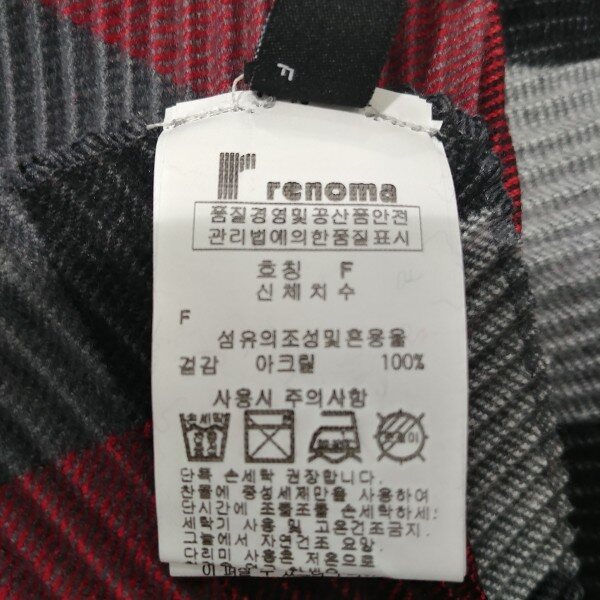 F
renoma
품질경영및공산품안전
관리법에의한품질표시
호칭 F
신체치수
F
섬유의조성및혼용율
겉감 아크릴 100%
사용시 주의사항
손세탁
단독 손세탁 권장합니다.
찬물에 중성세제만을 사용하여
단시간에 조물조물 하십시오.
세탁기 사용 및 고온건조금지.
그늘에서 자연건조 요망.
다리미 사용은 저온으로